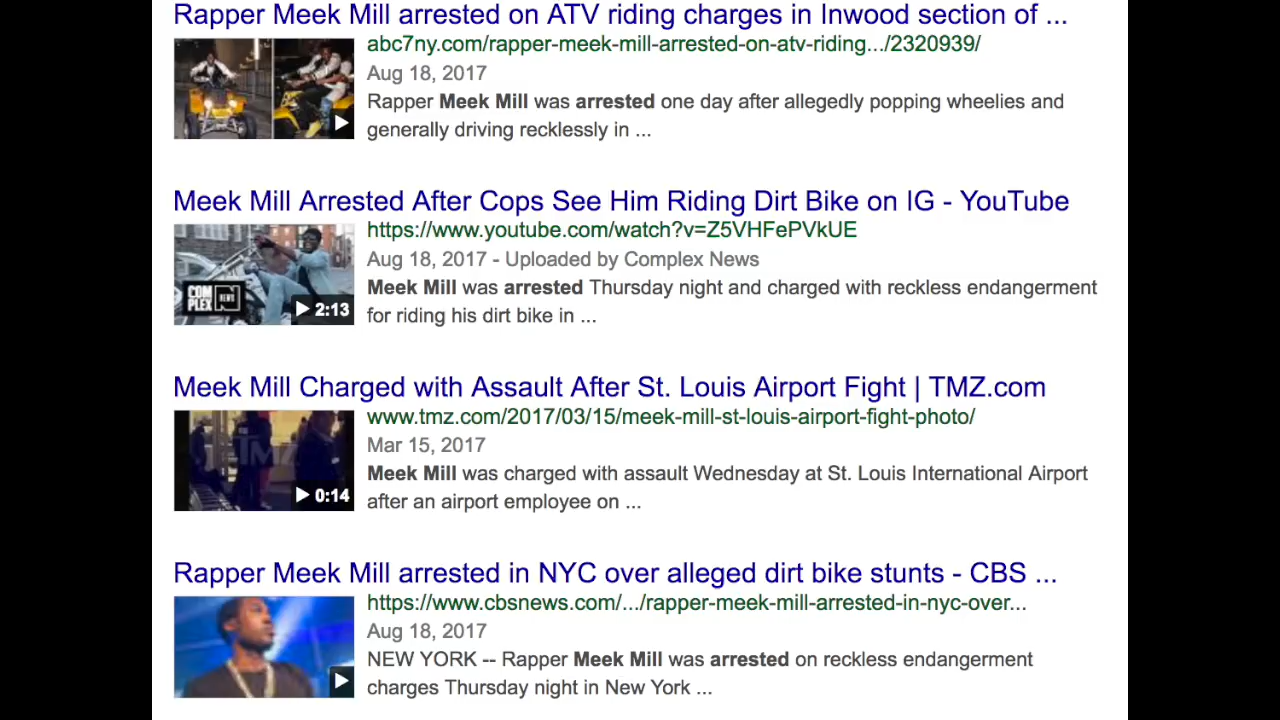 Rapper Meek Mill arrested on ATV riding charges in Inwood section of ...
abc7ny.com/rapper-meek-mill-arrested-on-atv-riding.../2320939/
Aug 18, 2017
Rapper Meek Mill was arrested one day after allegedly popping wheelies and
generally driving recklessly in ...
Meek Mill Arrested After Cops See Him Riding Dirt Bike on IG - YouTube
https://www.youtube.com/watch?v=Z5VHFePVkUE
Aug 18, 2017 - Uploaded by Complex News
Meek Mill was arrested Thursday night and charged with reckless endangerment
for riding his dirt bike in ...
COM
PLEX NEWS
2:13
Meek Mill Charged with Assault After St. Louis Airport Fight | TMZ.com
www.tmz.com/2017/03/15/meek-mill-st-louis-airport-fight-photo/
Mar 15, 2017
Meek Mill was charged with assault Wednesday at St. Louis International Airport
after an airport employee on ...
TMZ
0:14
Rapper Meek Mill arrested in NYC over alleged dirt bike stunts - CBS ...
https://www.cbsnews.com/.../rapper-meek-mill-arrested-in-nyc-over...
Aug 18, 2017
NEW YORK -- Rapper Meek Mill was arrested on reckless endangerment
charges Thursday night in New York ...